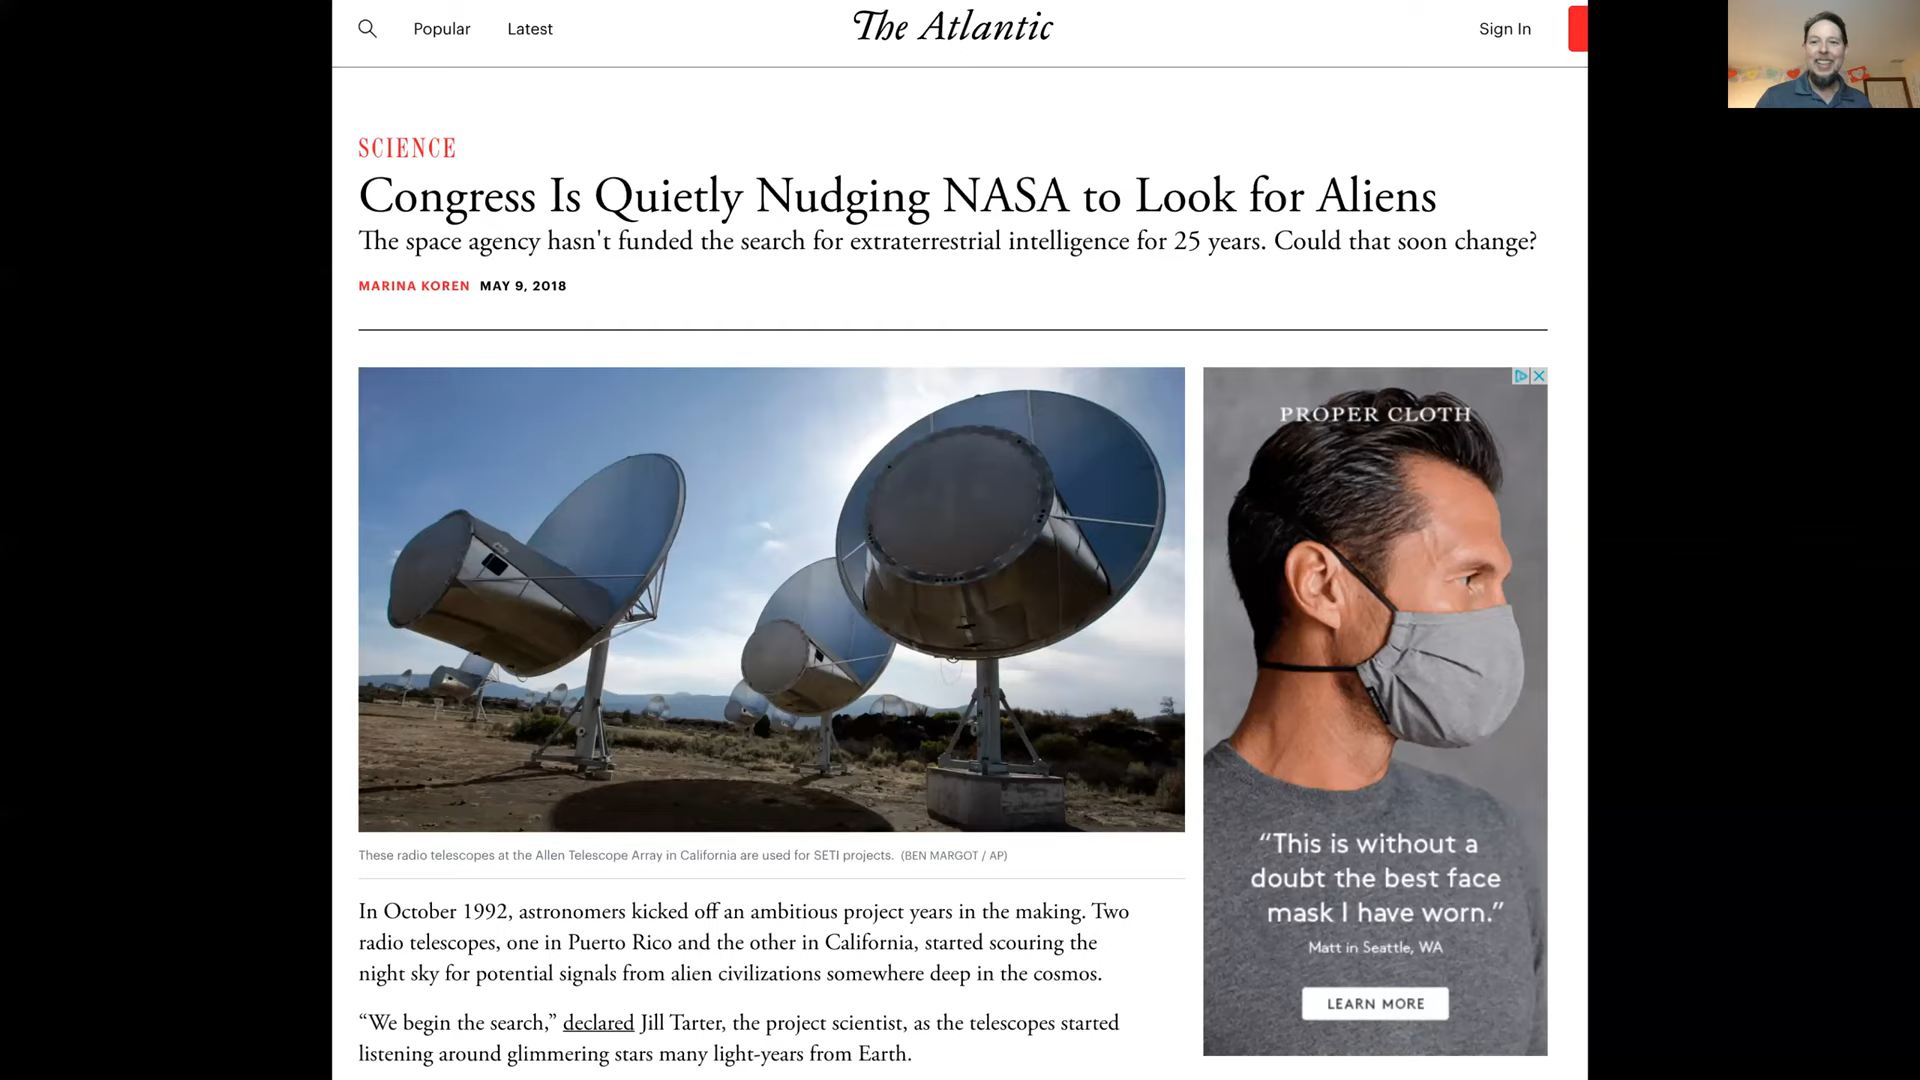 Popular
Latest
The Atlantic
Sign In
SCIENCE
Congress Is Quietly Nudging NASA to Look for Aliens
The space agency hasn't funded the search for extraterrestrial intelligence for 25 years. Could that soon change?
MARINA KOREN MAY 9, 2018
These radio telescopes at the Allen Telescope Array in California are used for SETI projects. (BEN MARGOT / AP)
In October 1992, astronomers kicked off an ambitious project years in the making. Two
radio telescopes, one in Puerto Rico and the other in California, started scouring the
night sky for potential signals from alien civilizations somewhere deep in the cosmos.
“We begin the search,” declared Jill Tarter, the project scientist, as the telescopes started
listening around glimmering stars many light-years from Earth.
PROPER CLOTH
“This is without a
doubt the best face
mask I have worn.”
Matt in Seattle, WA
LEARN MORE